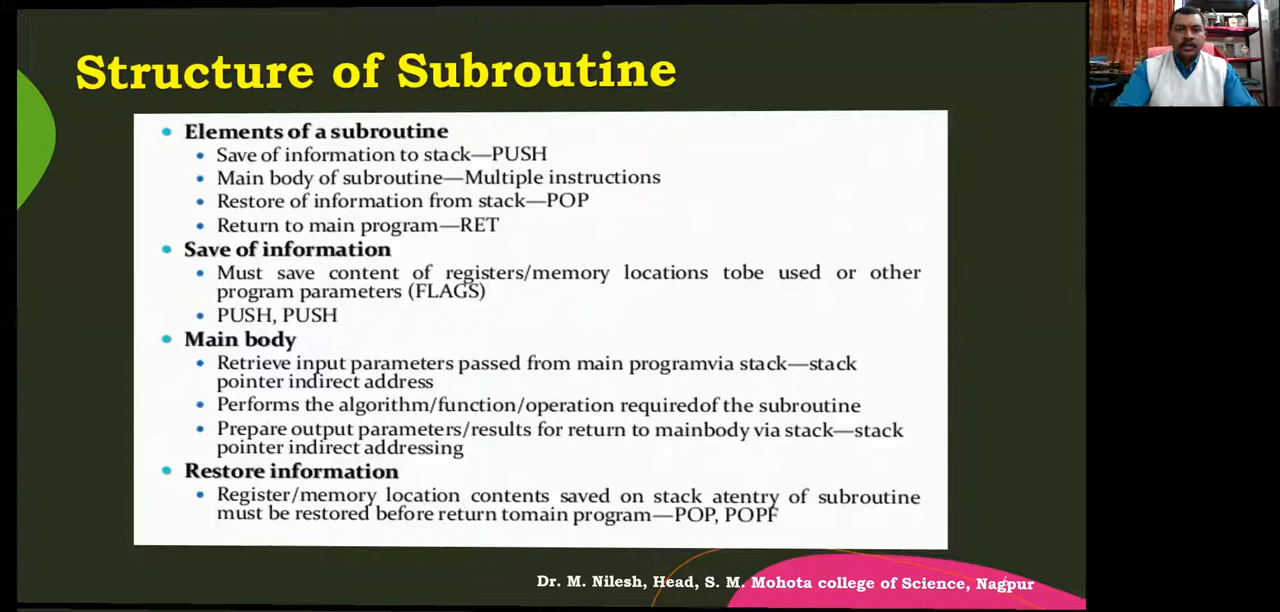 Structure of Subroutine
• Elements of a subroutine
• Save of information to stack—PUSH
• Main body of subroutine—Multiple instructions
• Restore of information from stack—POP
• Return to main program—RET
• Save of information
• Must save content of registers/memory locations tobe used or other
program parameters (FLAGS)
• PUSH, PUSH
• Main body
• Retrieve input parameters passed from main programvia stack—stack
pointer indirect address
• Performs the algorithm/function/operation requiredof the subroutine
• Prepare output parameters/results for return to mainbody via stack—stack
pointer indirect addressing
• Restore information
• Register/memory location contents saved on stack atentry of subroutine
must be restored before return tomain program—POP, POPF
Dr. M. Nilesh, Head, S. M. Mohota college of Science, Nagpur